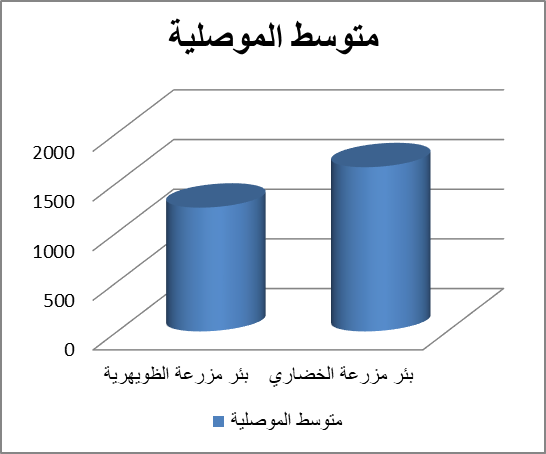 متوسط الموصلية
2000
1500
1000
500
0
بئر مزرعة الخضاري
بئر مزرعة الظويهرية
متوسط الموصلية